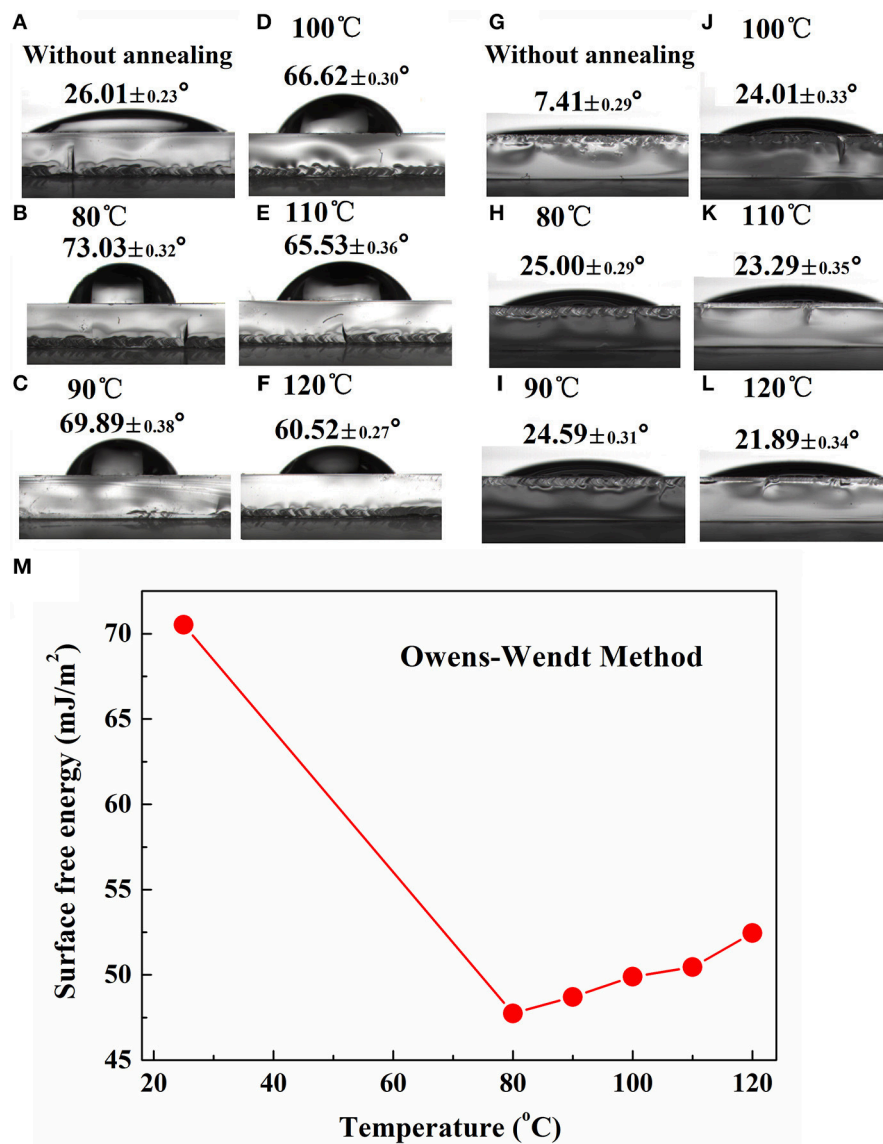 A
Without annealing
26.01±0.23°
D
100℃
66.62±0.30°
G
Without annealing
7.41±0.29°
J
100℃
24.01±0.33°
B
80℃
73.03±0.32°
E
110℃
65.53±0.36°
H
80℃
25.00±0.29°
K
110℃
23.29±0.35°
C
90℃
69.89±0.38°
F
120℃
60.52±0.27°
I
90℃
24.59±0.31°
L
120℃
21.89±0.34°
M
Owens-Wendt Method
Surface free energy (mJ/m²)
70
65
60
55
50
45
20 40 60 80 100 120
Temperature (°C)